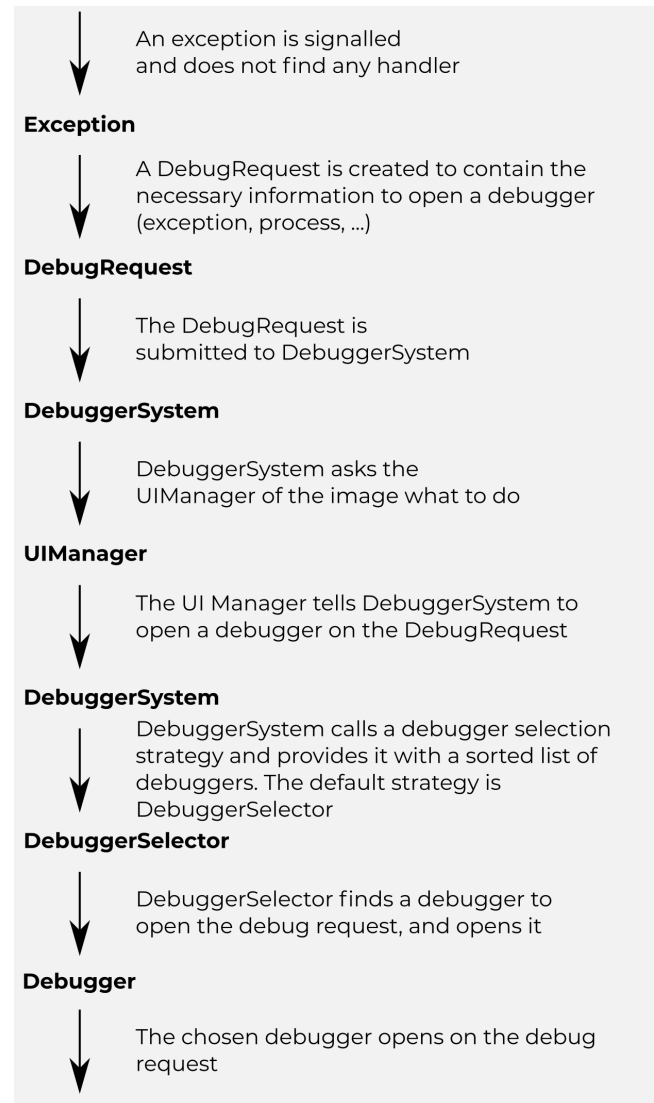 An exception is signalled
and does not find any handler
Exception
A DebugRequest is created to contain the
necessary information to open a debugger
(exception, process, ...)
DebugRequest
The DebugRequest is
submitted to DebuggerSystem
DebuggerSystem
DebuggerSystem asks the
UIManager of the image what to do
UIManager
The UI Manager tells DebuggerSystem to
open a debugger on the DebugRequest
DebuggerSystem
DebuggerSystem calls a debugger selection
strategy and provides it with a sorted list of
debuggers. The default strategy is
DebuggerSelector
DebuggerSelector
DebuggerSelector finds a debugger to
open the debug request, and opens it
Debugger
The chosen debugger opens on the debug
request